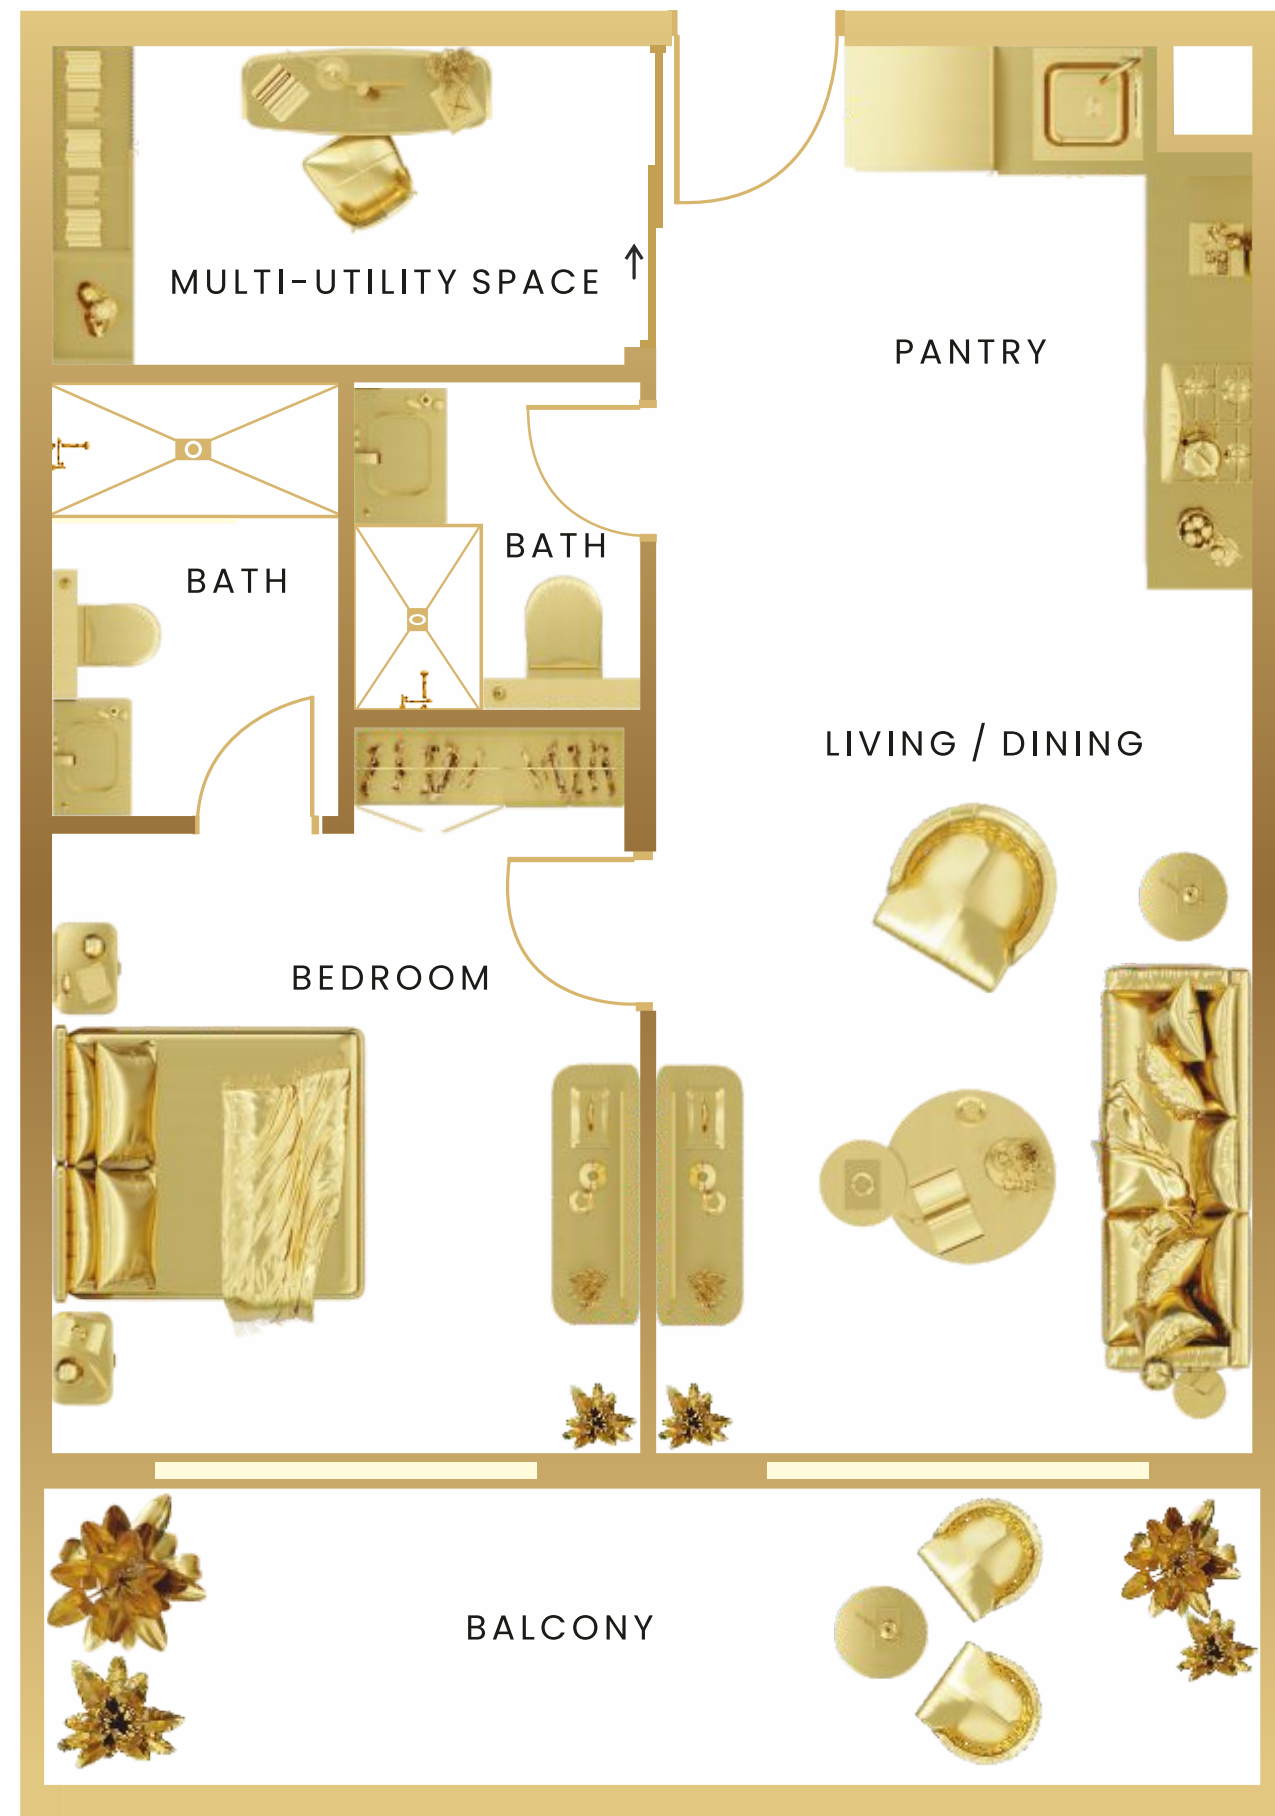 MULTI-UTILITY SPACE
PANTRY
BATH
BATH
LIVING / DINING
BEDROOM
BALCONY